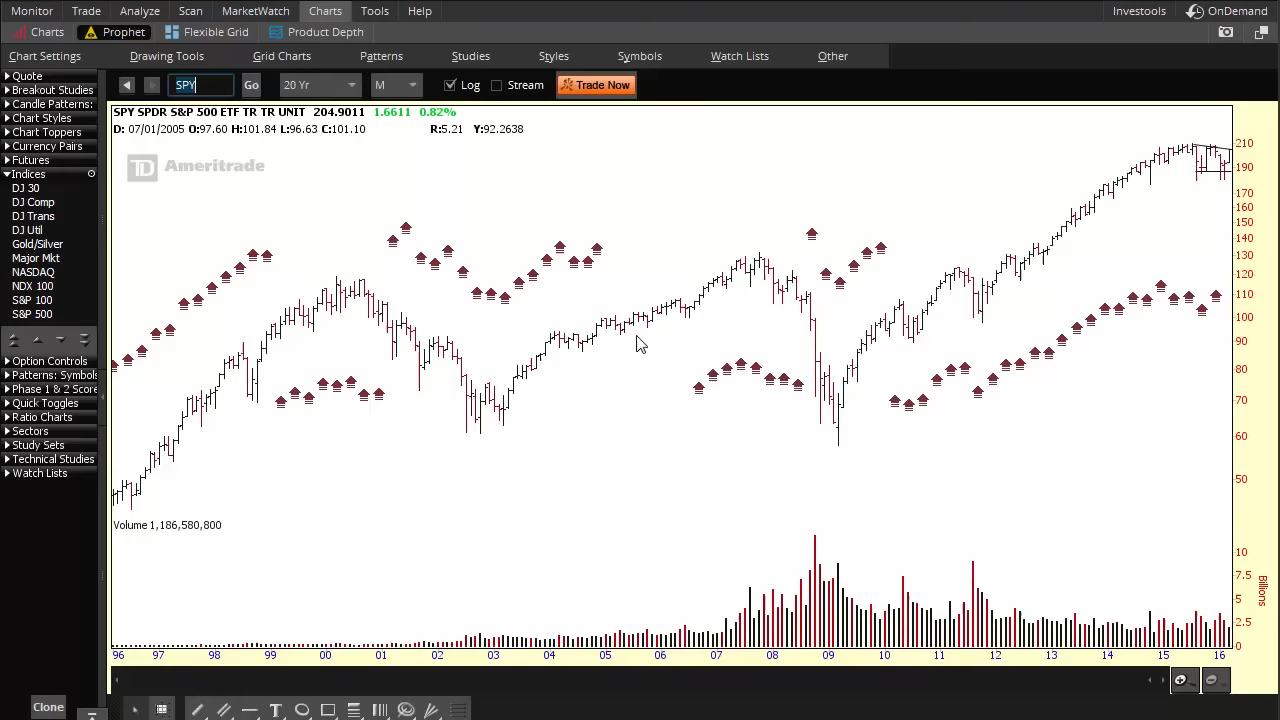 Monitor Trade Analyze Scan MarketWatch Charts Tools Help Investools OnDemand
Charts Prophet Flexible Grid Product Depth
Chart Settings Drawing Tools Grid Charts Patterns Studies Styles Symbols Watch Lists Other
Quote
Breakout Studies
Candle Patterns:
Chart Styles
Chart Toppers
Currency Pairs
Futures
Indices
DJ 30
DJ Comp
DJ Trans
DJ Util
Gold/Silver
Major Mkt
NASDAQ
NDX 100
S&P 100
S&P 500
Option Controls
Patterns: Symbols
Phase 1 & 2 Score
Quick Toggles
Ratio Charts
Sectors
Study Sets
Technical Studies
Watch Lists
Clone
SPY Go 20 Yr M Log Stream Trade Now
SPY SPDR S&P 500 ETF TR TR UNIT 204.9011 1.6611 0.82%
D: 07/01/2005 O:97.60 H:101.84 L:96.63 C:101.10 R:5.21 Y:92.2638
TD Ameritrade
210
190
170
160
150
140
130
120
110
100
90
80
70
60
50
Volume 1,186,580,800
10
7.5
5
2.5
0
Billions
96 97 98 99 00 01 02 03 04 05 06 07 08 09 10 11 12 13 14 15 16
T